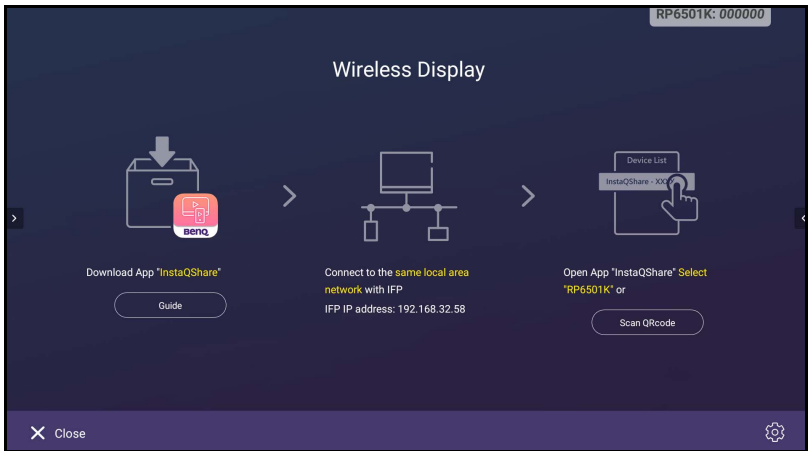 RP6501K: 000000
Wireless Display
BenQ
Device List
InstaQShare - XX
Download App "InstaQShare"
Guide
Connect to the same local area
network with IFP
IFP IP address: 192.168.32.58
Open App "InstaQShare" Select
"RP6501K" or
Scan QRcode
Close